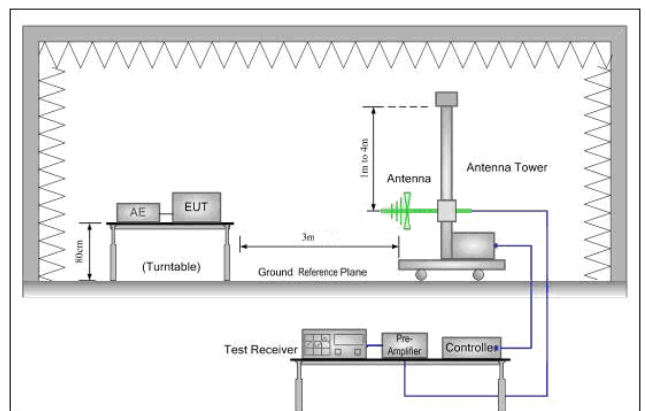 1m to 4m
Antenna
Antenna Tower
AE
EUT
3m
80cm
(Turntable)
Ground Reference Plane
Test Receiver
Pre-
Amplifier
Controller